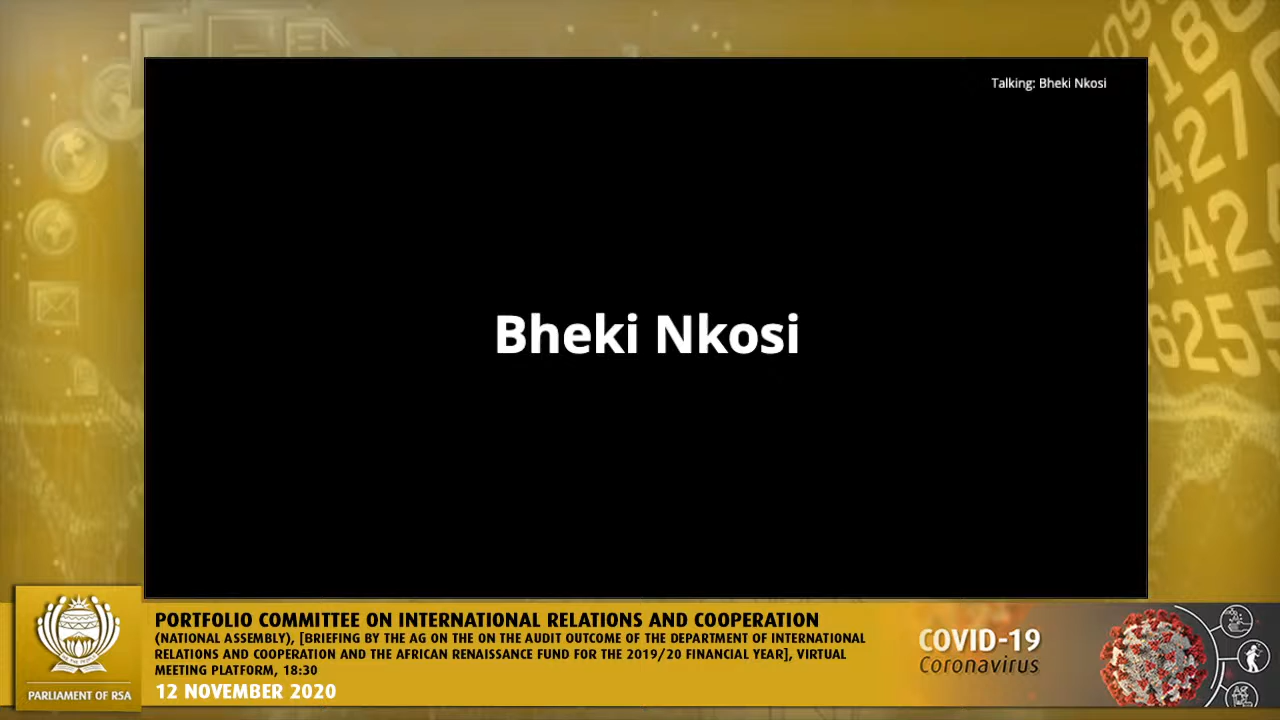 Talking: Bheki Nkosi
Bheki Nkosi
PORTFOLIO COMMITTEE ON INTERNATIONAL RELATIONS AND COOPERATION
(NATIONAL ASSEMBLY), [BRIEFING BY THE AG ON THE ON THE AUDIT OUTCOME OF THE DEPARTMENT OF INTERNATIONAL
RELATIONS AND COOPERATION AND THE AFRICAN RENAISSANCE FUND FOR THE 2019/20 FINANCIAL YEAR], VIRTUAL
MEETING PLATFORM, 18:30
12 NOVEMBER 2020
PARLIAMENT OF RSA
COVID-19
Coronavirus